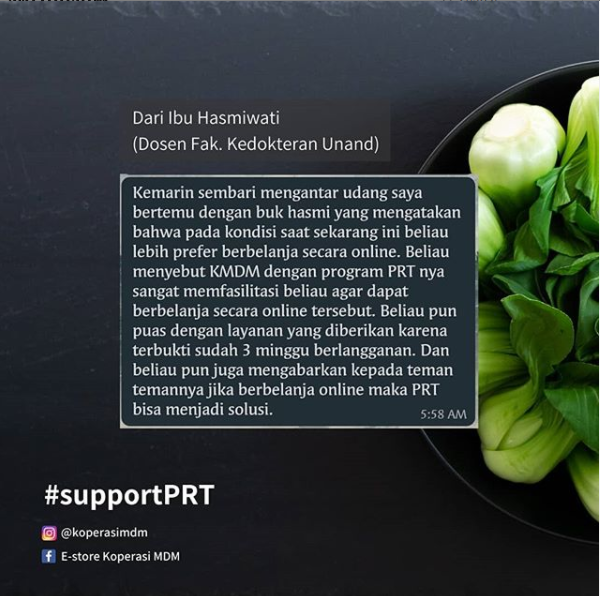 Dari Ibu Hasmiwati
(Dosen Fak. Kedokteran Unand)
Kemarin sembari mengantar udang saya
bertemu dengan buk hasmi yang mengatakan
bahwa pada kondisi saat sekarang ini beliau
lebih prefer berbelanja secara online. Beliau
menyebut KMDM dengan program PRT nya
sangat memfasilitasi beliau agar dapat
berbelanja secara online tersebut. Beliau pun
puas dengan layanan yang diberikan karena
terbukti sudah 3 minggu berlangganan. Dan
beliau pun juga mengabarkan kepada teman
temannya jika berbelanja online maka PRT
bisa menjadi solusi.
5:58 AM
#supportPRT
@koperasimdm
E-store Koperasi MDM